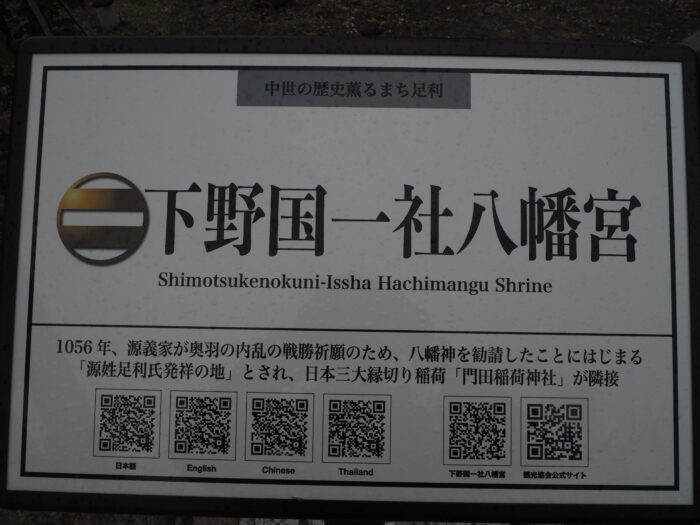 中世の歴史薫るまち足利
下野国一社八幡宮
Shimotsukenokuni-Issha Hachimangu Shrine
1056年、源義家が奥羽の内乱の戦勝祈願のため、八幡神を勧請したことにはじまる
「源姓足利氏発祥の地」とされ、日本三大縁切り稲荷「門田稲荷神社」が隣接
日本語 English Chinese Thailand 下野国一社八幡宮 観光協会公式サイト